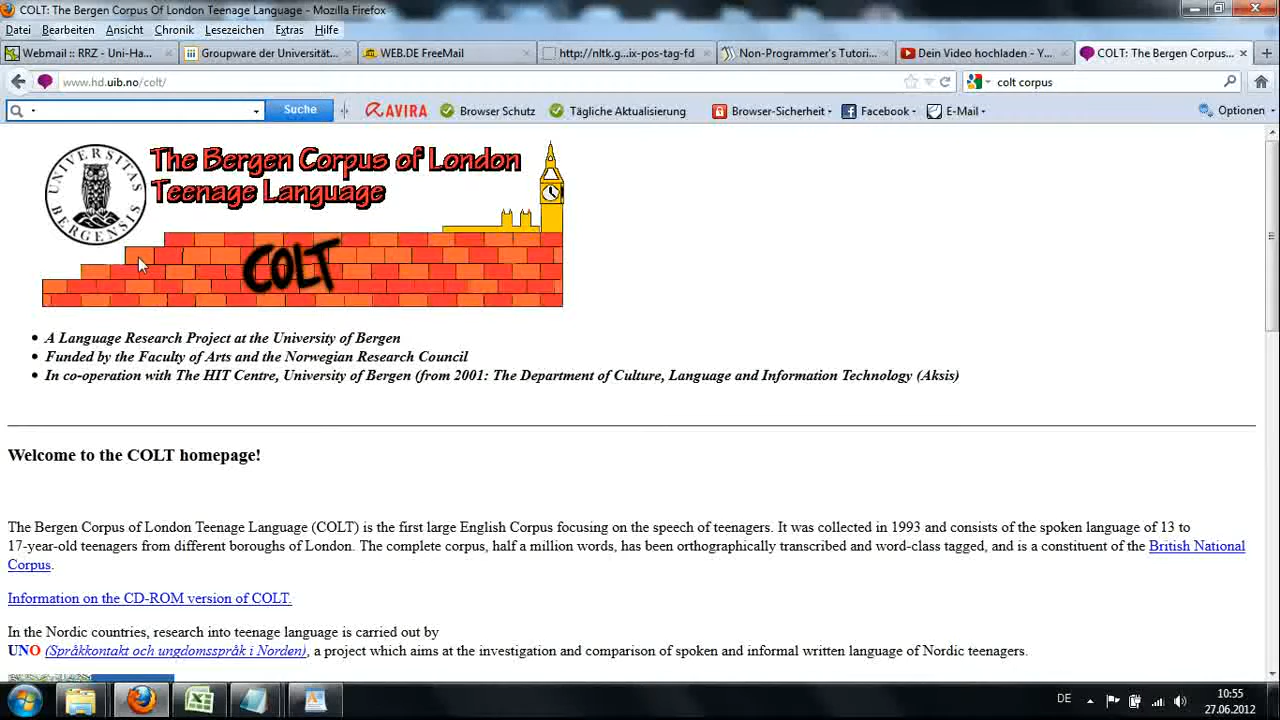 COLT: The Bergen Corpus Of London Teenage Language - Mozilla Firefox
Datei Bearbeiten Ansicht Chronik Lesezeichen Extras Hilfe
Webmail :: RRZ - Uni-Ha...
Groupware der Universität...
WEB.DE FreeMail
http://nltk.g...ix-pos-tag-fd
Non-Programmer's Tutori...
Dein Video hochladen - Y...
COLT: The Bergen Corpus...
www.hd.uib.no/colt/
colt corpus
Suche
AVIRA
Browser Schutz
Tägliche Aktualisierung
Browser-Sicherheit
Facebook
E-Mail
Optionen
UNIVERSITAS BERGENSIS
The Bergen Corpus of London
Teenage Language
COLT
A Language Research Project at the University of Bergen
Funded by the Faculty of Arts and the Norwegian Research Council
In co-operation with The HIT Centre, University of Bergen (from 2001: The Department of Culture, Language and Information Technology (Aksis)
Welcome to the COLT homepage!
The Bergen Corpus of London Teenage Language (COLT) is the first large English Corpus focusing on the speech of teenagers. It was collected in 1993 and consists of the spoken language of 13 to
17-year-old teenagers from different boroughs of London. The complete corpus, half a million words, has been orthographically transcribed and word-class tagged, and is a constituent of the British National
Corpus.
Information on the CD-ROM version of COLT.
In the Nordic countries, research into teenage language is carried out by
UNO (Språkkontakt och ungdomsspråk i Norden), a project which aims at the investigation and comparison of spoken and informal written language of Nordic teenagers.
DE
10:55
27.06.2012